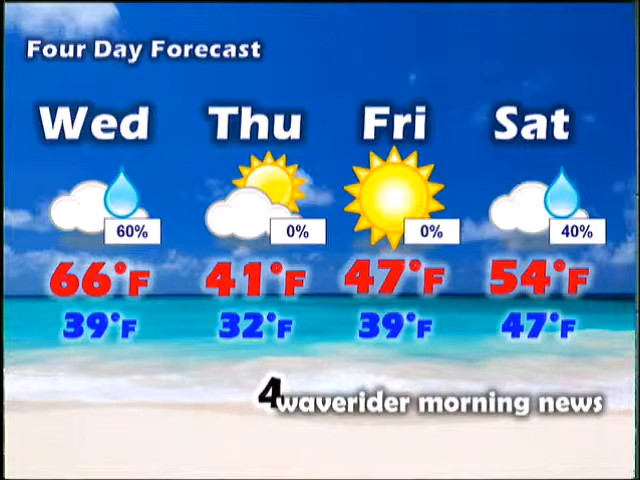 Four Day Forecast
Wed Thu Fri Sat
60% 0% 0% 40%
66°F 41°F 47°F 54°F
39°F 32°F 39°F 47°F
4waverider morning news